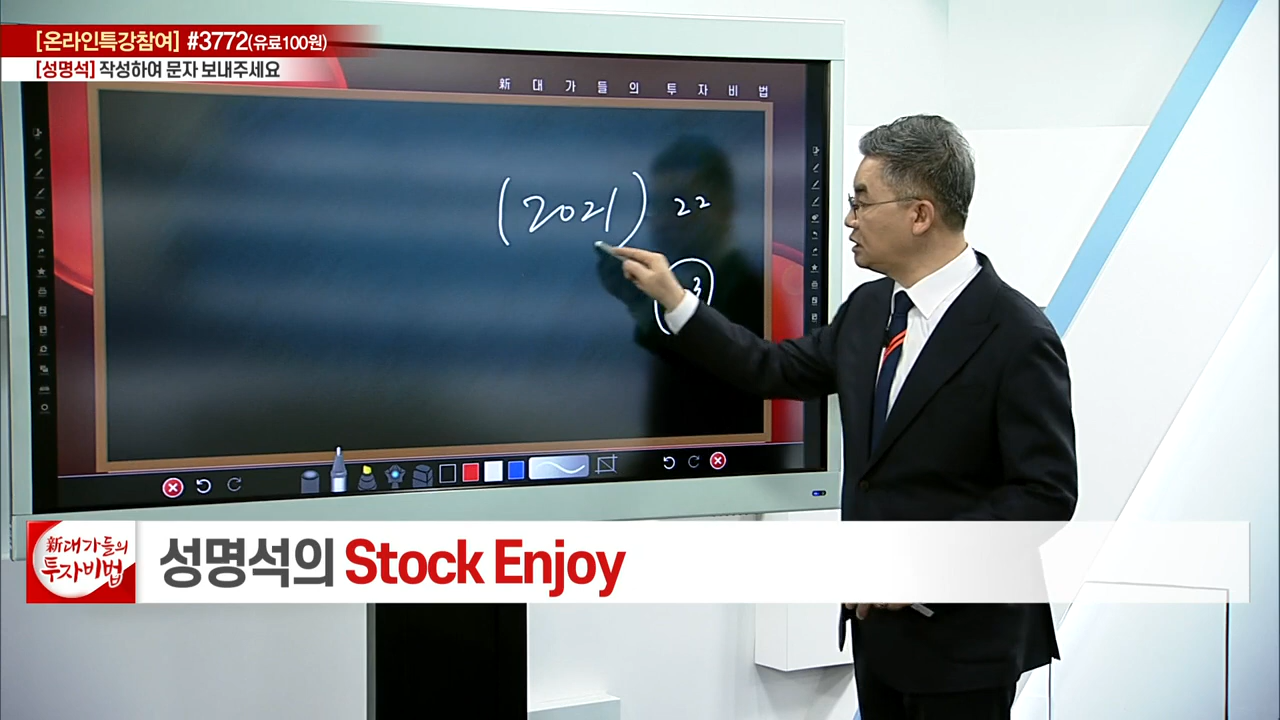 [온라인특강참여] #3772(유료100원)
[성명석] 작성하여 문자 보내주세요
新 대 가 들 의 투 자 비 법
(2021) 22
3
新대가들의
투자비법
성명석의 Stock Enjoy